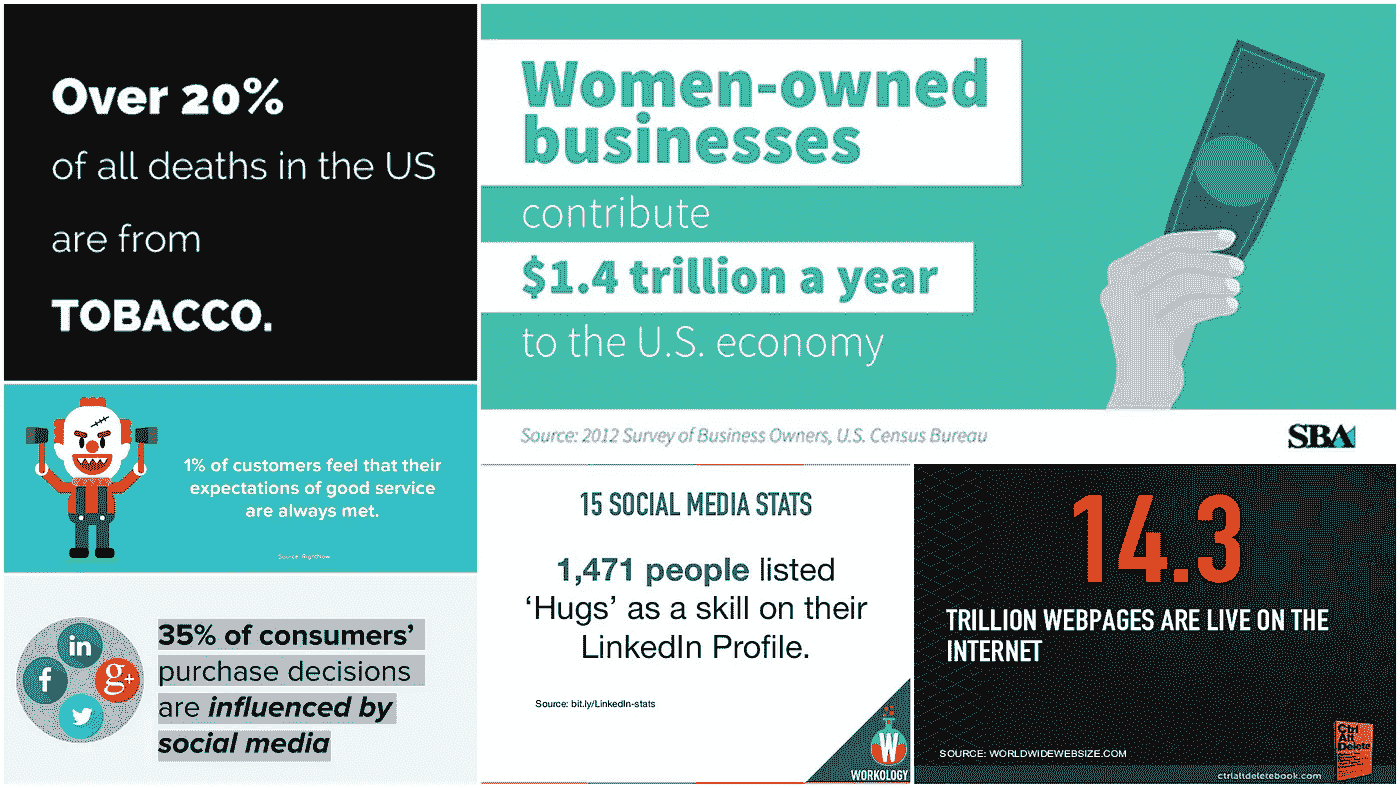 Over 20%
of all deaths in the US
are from
TOBACCO.
Women-owned
businesses
contribute
$1.4 trillion a year
to the U.S. economy
Source: 2012 Survey of Business Owners, U.S. Census Bureau
SBA
1% of customers feel that their
expectations of good service
are always met.
Source: RightNow
35% of consumers’
purchase decisions
are influenced by
social media
in
f
g+
15 SOCIAL MEDIA STATS
1,471 people listed
‘Hugs’ as a skill on their
LinkedIn Profile.
Source: bit.ly/LinkedIn-stats
W
WORKOLOGY
14.3
TRILLION WEBPAGES ARE LIVE ON THE
INTERNET
SOURCE: WORLDWIDEWEBSIZE.COM
Ctrl
Alt
Delete
ctrlaltdeletebook.com